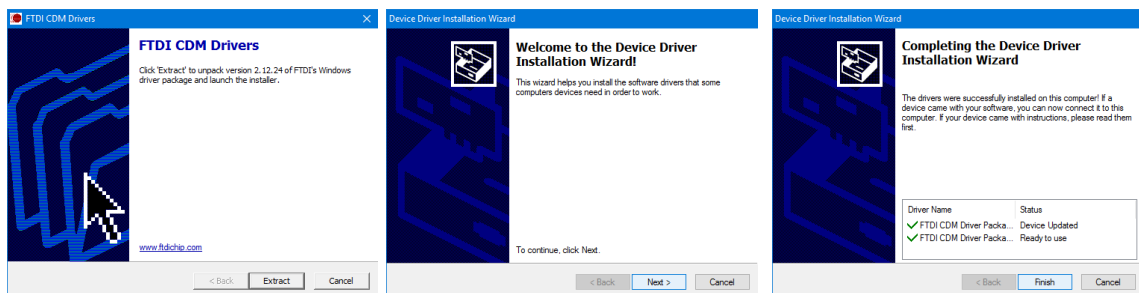 FTDI CDM Drivers
FTDI CDM Drivers
Click 'Extract' to unpack version 2.12.24 of FTDI's Windows
driver package and launch the installer.
www.ftdichip.com
< Back
Extract
Cancel
Device Driver Installation Wizard
Welcome to the Device Driver
Installation Wizard!
This wizard helps you install the software drivers that some
computers devices need in order to work.
To continue, click Next.
< Back
Next >
Cancel
Device Driver Installation Wizard
Completing the Device Driver
Installation Wizard
The drivers were successfully installed on this computer! If a
device came with your software, you can now connect it to this
computer. If your device came with instructions, please read them
first.
Driver Name Status
FTDI CDM Driver Packa... Device Updated
FTDI CDM Driver Packa... Ready to use
< Back
Finish
Cancel